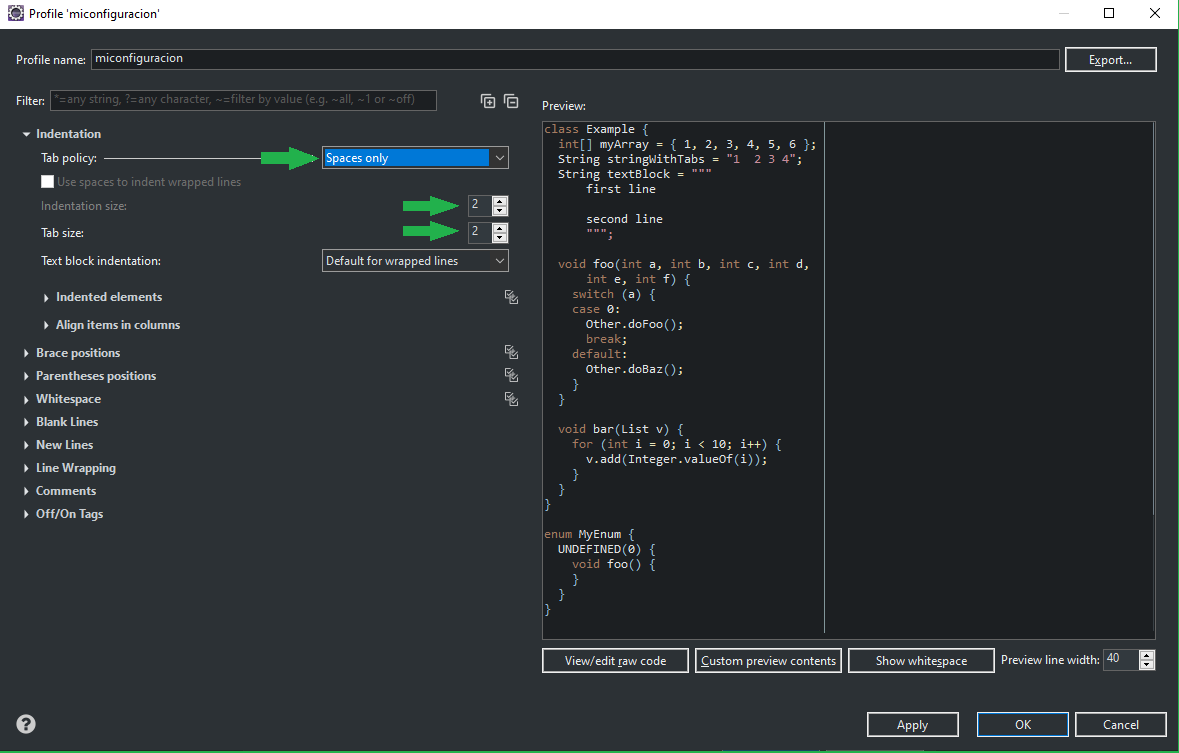 Profile 'miconfiguracion'
Profile name: miconfiguracion Export...
Filter: *=any string, ?=any character, ~=filter by value (e.g. ~all, ~1 or ~off)
Indentation
Tab policy: Spaces only
Use spaces to indent wrapped lines
Indentation size: 2
Tab size: 2
Text block indentation: Default for wrapped lines
Indented elements
Align items in columns
Brace positions
Parentheses positions
Whitespace
Blank Lines
New Lines
Line Wrapping
Comments
Off/On Tags
Preview:
class Example {
  int[] myArray = { 1, 2, 3, 4, 5, 6 };
  String stringWithTabs = "1  2 3 4";
  String textBlock = """
      first line

      second line
      """;

  void foo(int a, int b, int c, int d,
      int e, int f) {
    switch (a) {
    case 0:
      Other.doFoo();
      break;
    default:
      Other.doBaz();
    }
  }

  void bar(List v) {
    for (int i = 0; i < 10; i++) {
      v.add(Integer.valueOf(i));
    }
  }
}

enum MyEnum {
  UNDEFINED(0) {
    void foo() {
    }
  }
}
View/edit raw code Custom preview contents Show whitespace Preview line width: 40
? Apply OK Cancel